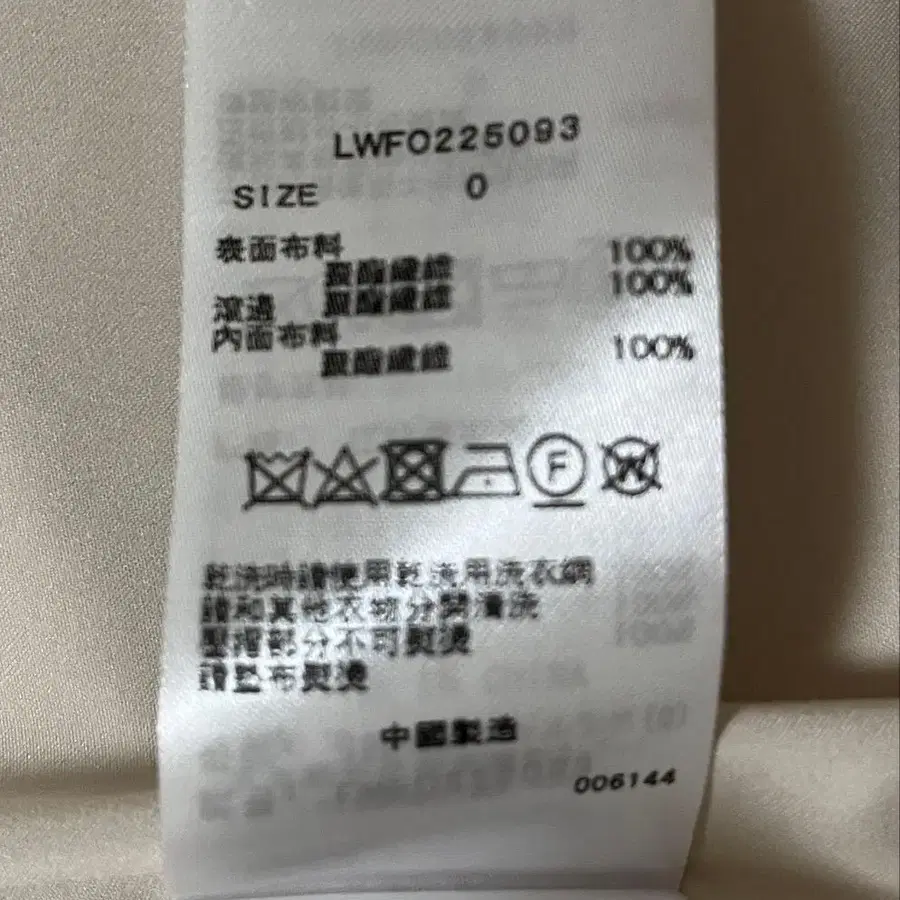 LWFO225093
SIZE 0
表面布料
聚酯纖維 100%
滾邊 聚酯纖維 100%
內面布料
聚酯纖維 100%
F
W
乾洗時請使用乾洗用洗衣網
請和其他衣物分開清洗
壓摺部分不可熨燙
請墊布熨燙
中國製造
006144